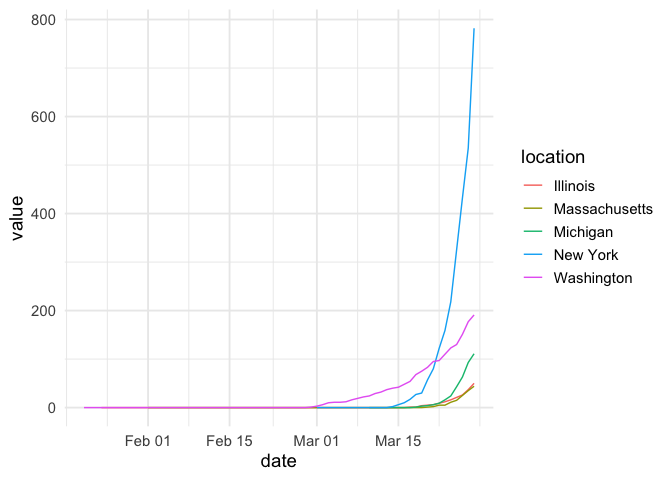 800
600
400
200
0
value
Feb 01 Feb 15 Mar 01 Mar 15
date
location
Illinois
Massachusetts
Michigan
New York
Washington